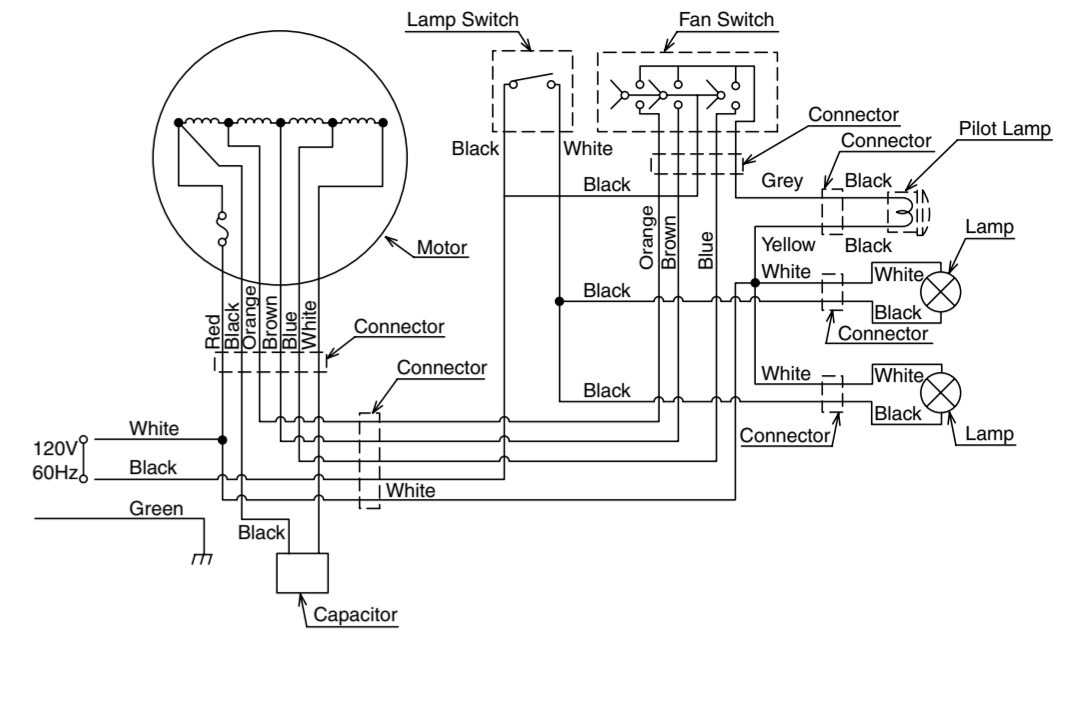 Lamp Switch
Fan Switch
Connector
Connector
Pilot Lamp
Black
White
Black
Grey
Black
Yellow
Black
Lamp
Motor
Orange
Brown
Blue
White
White
Black
Black
Connector
Red
Black
Orange
Brown
Blue
White
Connector
Connector
White
White
Black
Black
Connector
Lamp
120V
60Hz
White
Black
White
Green
Black
Capacitor